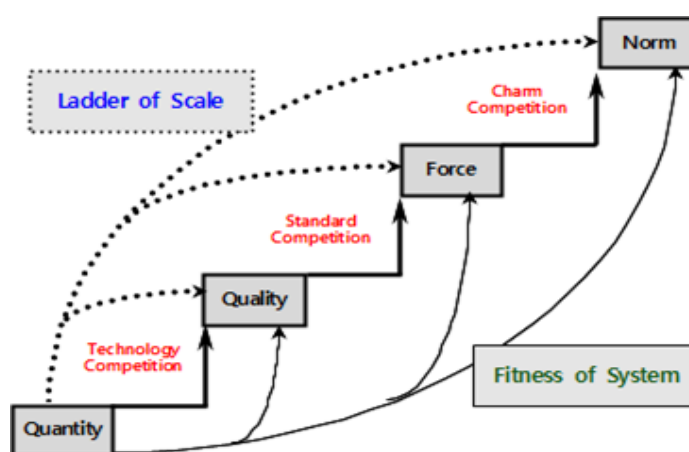 Norm
Ladder of Scale
Charm
Competition
Force
Standard
Competition
Quality
Technology
Competition
Fitness of System
Quantity